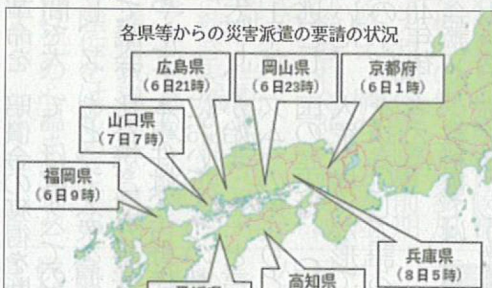 各県等からの災害派遣の要請の状況
広島県
(6日21時)
岡山県
(6日23時)
京都府
(6日1時)
山口県
(7日7時)
福岡県
(6日9時)
兵庫県
(8日5時)
高知県